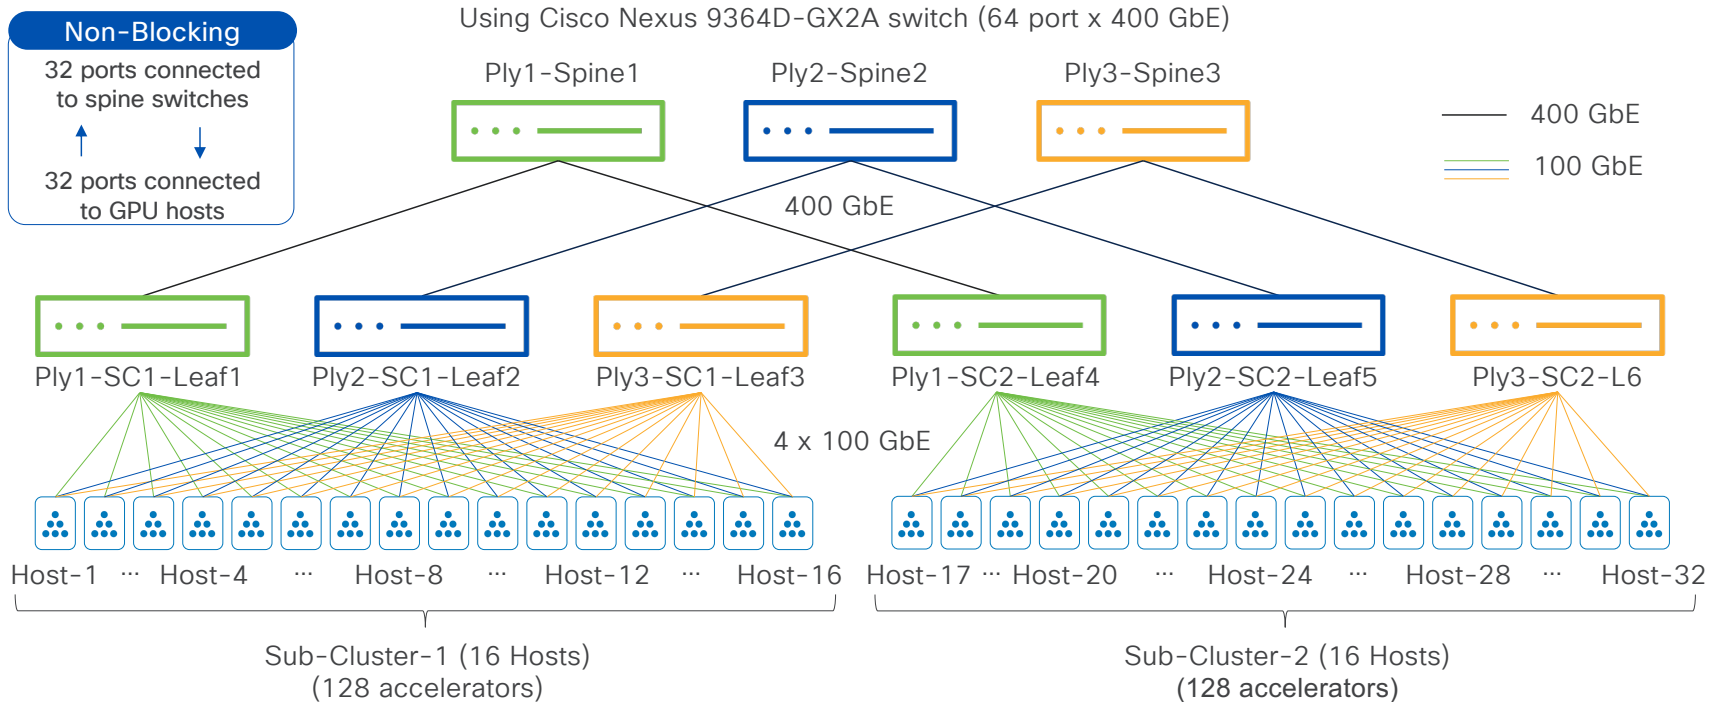 Using Cisco Nexus 9364D-GX2A switch (64 port x 400 GbE)
Non-Blocking
32 ports connected
to spine switches
32 ports connected
to GPU hosts
Ply1-Spine1
Ply2-Spine2
Ply3-Spine3
400 GbE
100 GbE
400 GbE
Ply1-SC1-Leaf1
Ply2-SC1-Leaf2
Ply3-SC1-Leaf3
Ply1-SC2-Leaf4
Ply2-SC2-Leaf5
Ply3-SC2-L6
4 x 100 GbE
Host-1 ... Host-4 ... Host-8 ... Host-12 ... Host-16
Host-17 ... Host-20 ... Host-24 ... Host-28 ... Host-32
Sub-Cluster-1 (16 Hosts)
(128 accelerators)
Sub-Cluster-2 (16 Hosts)
(128 accelerators)